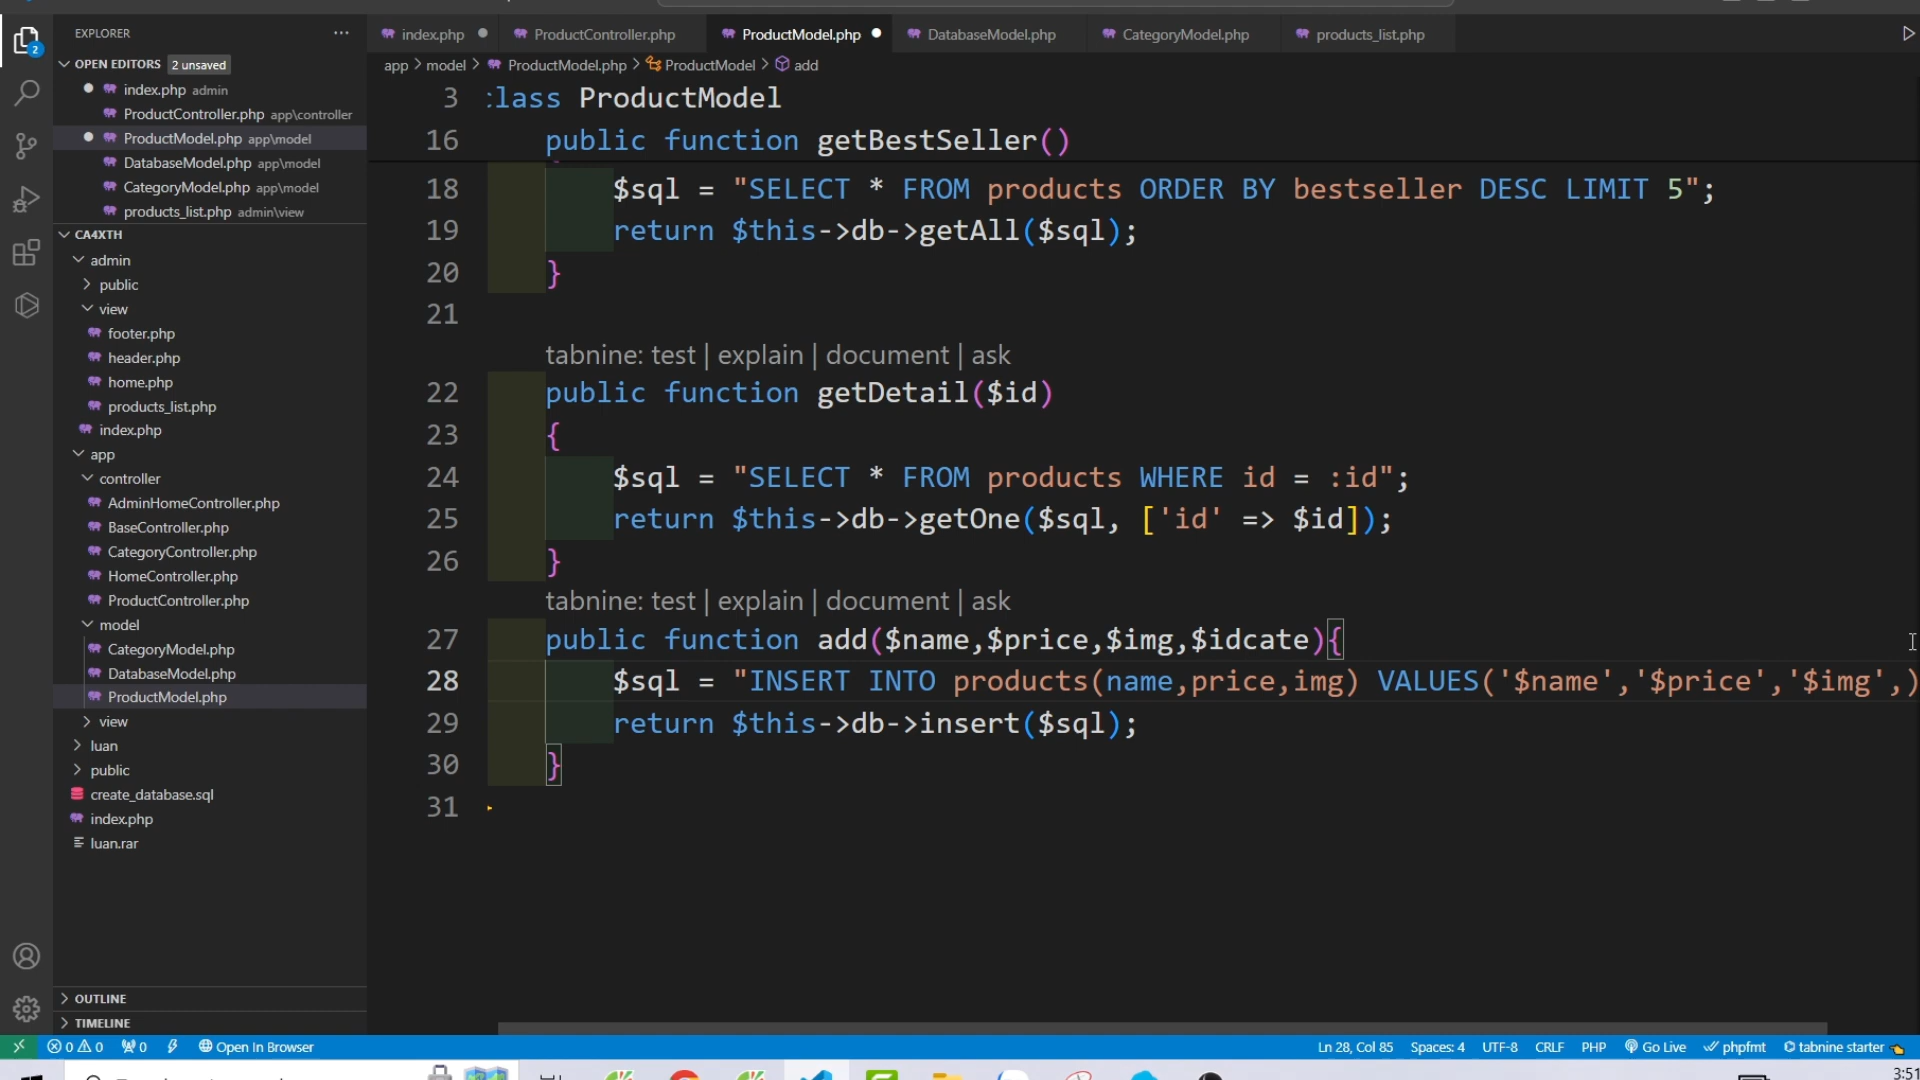 EXPLORER
OPEN EDITORS 2 unsaved
index.php admin
ProductController.php app\controller
ProductModel.php app\model
DatabaseModel.php app\model
CategoryModel.php app\model
products_list.php admin\view
CA4XTH
admin
public
view
footer.php
header.php
home.php
products_list.php
index.php
app
controller
AdminHomeController.php
BaseController.php
CategoryController.php
HomeController.php
ProductController.php
model
CategoryModel.php
DatabaseModel.php
ProductModel.php
view
luan
public
create_database.sql
index.php
luan.rar
OUTLINE
TIMELINE
index.php ProductController.php ProductModel.php DatabaseModel.php CategoryModel.php products_list.php
app > model > ProductModel.php > ProductModel > add
3 class ProductModel
16 public function getBestSeller()
18 $sql = "SELECT * FROM products ORDER BY bestseller DESC LIMIT 5";
19 return $this->db->getAll($sql);
20 }
21
tabnine: test | explain | document | ask
22 public function getDetail($id)
23 {
24 $sql = "SELECT * FROM products WHERE id = :id";
25 return $this->db->getOne($sql, ['id' => $id]);
26 }
tabnine: test | explain | document | ask
27 public function add($name,$price,$img,$idcate){
28 $sql = "INSERT INTO products(name,price,img) VALUES('$name','$price','$img',)
29 return $this->db->insert($sql);
30 }
31
2
0 0 0 Open In Browser Ln 28, Col 85 Spaces: 4 UTF-8 CRLF PHP Go Live phpfmt tabnine starter
3:51